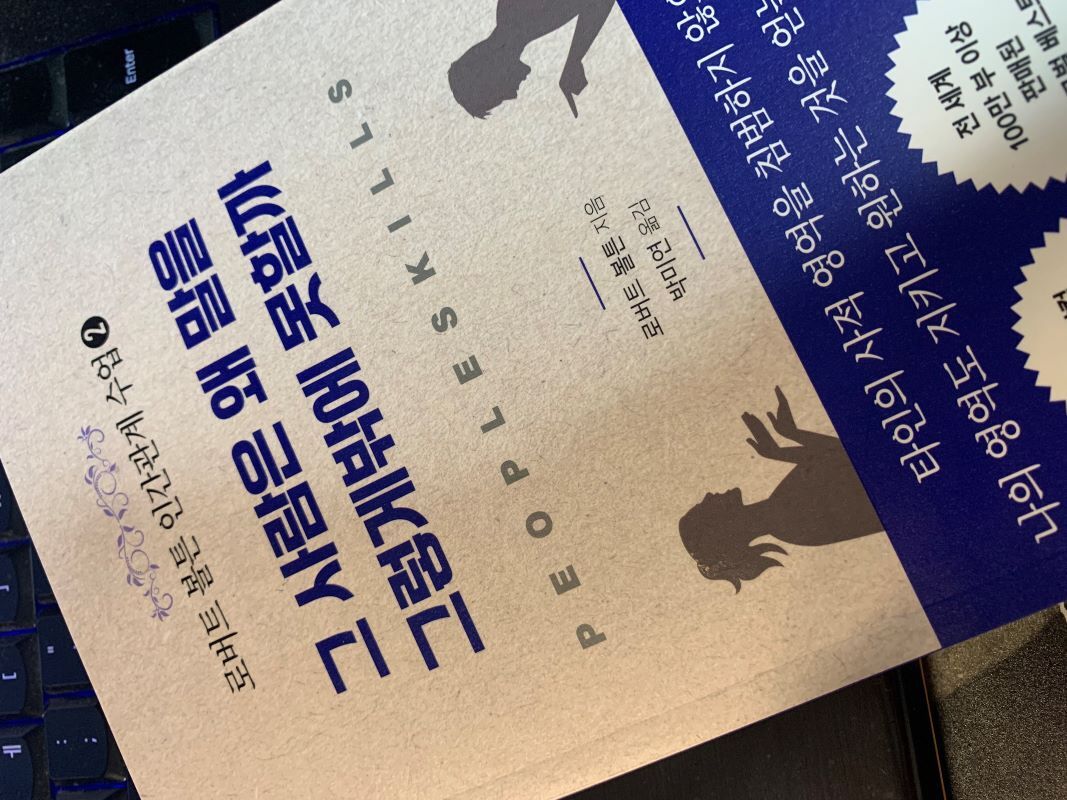 로버트 볼튼 인간관계 수업 2
그 사람은 왜 말을
그렇게밖에 못할까
PEOPLE SKILLS
로버트 볼튼 지음
박미연 옮김
타인의 사적 영역을 침범하지
나의 영역도 지키고 원하는 것을
전 세계
100만 부 이상
판매된
Enter